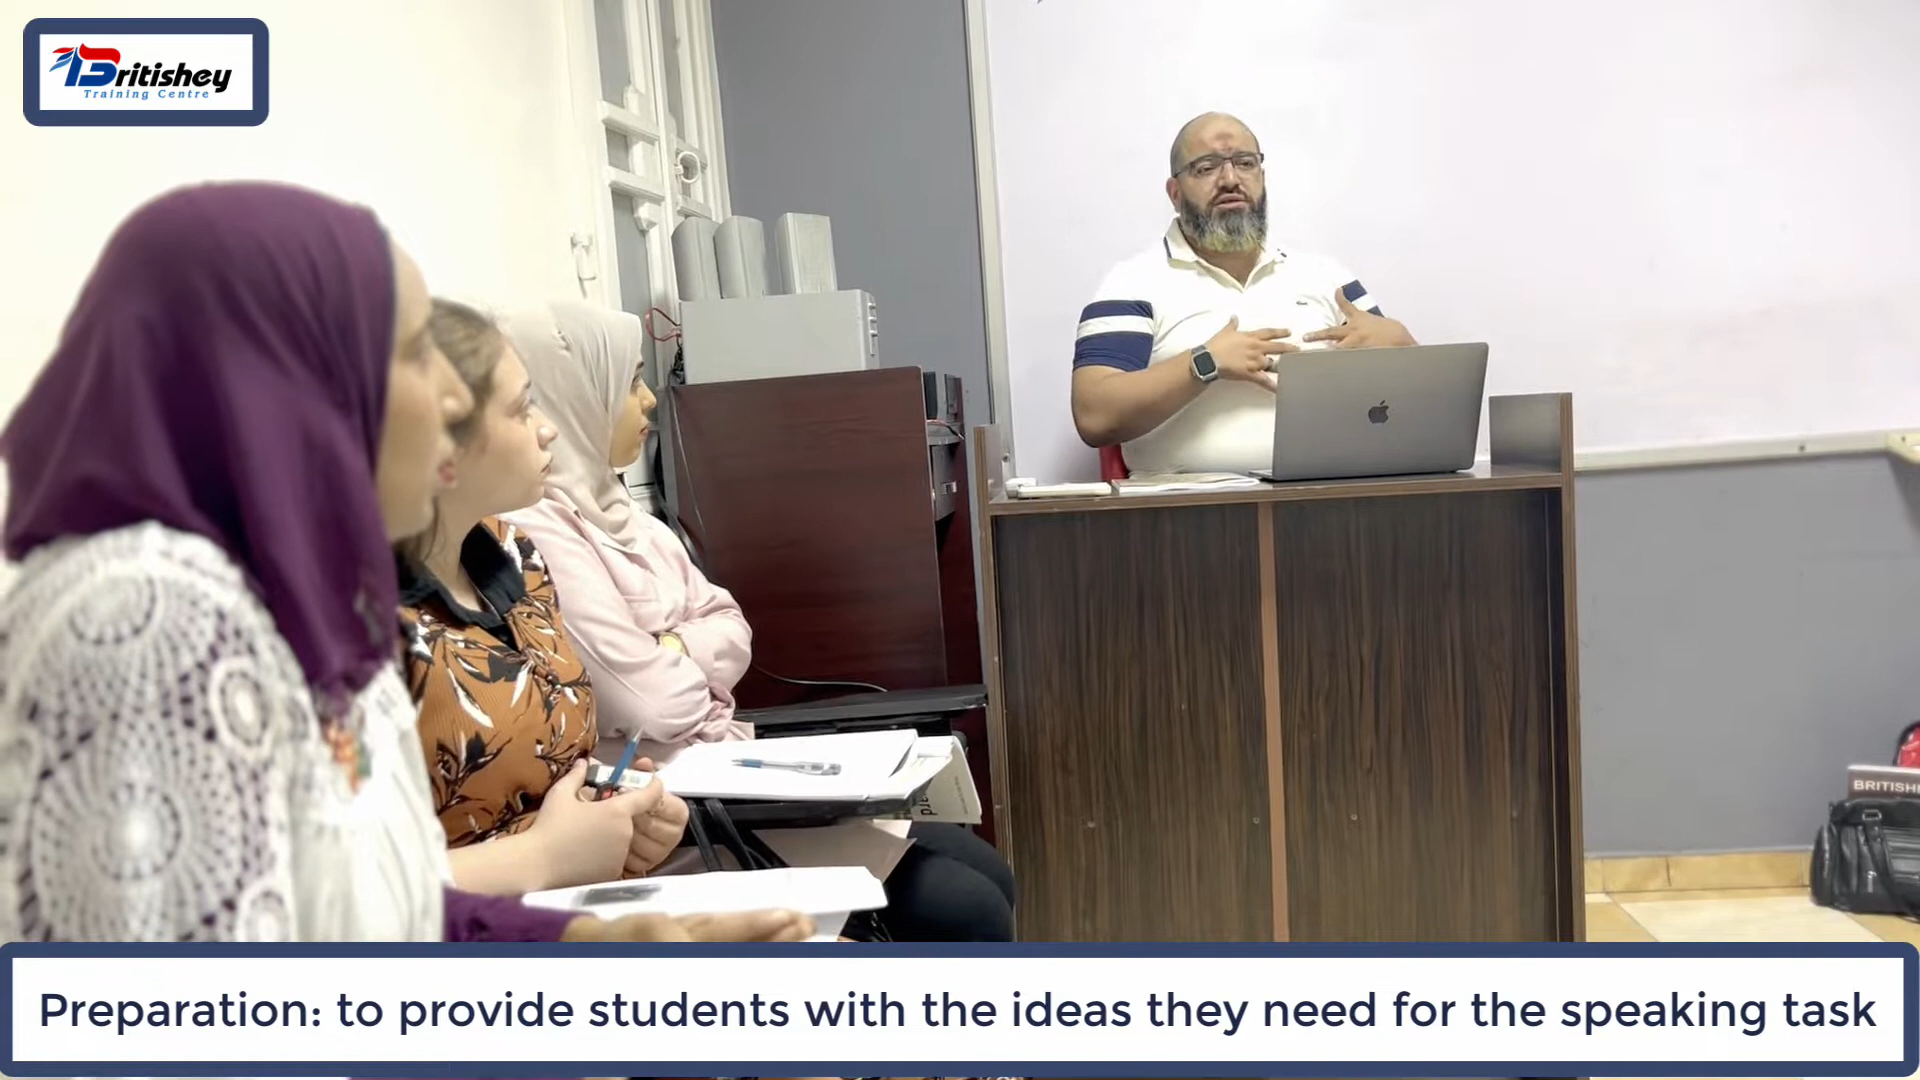 Britishey
Training Centre
BRITISH
Preparation: to provide students with the ideas they need for the speaking task